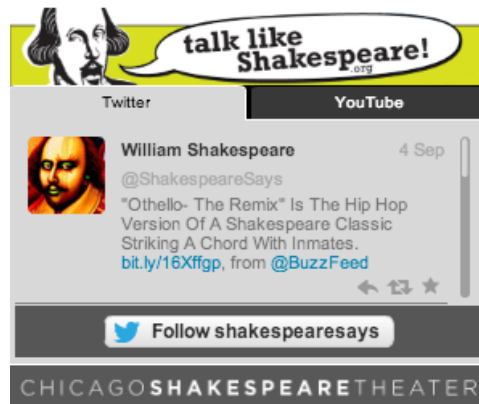 talk like
Shakespeare!
.org
Twitter
YouTube
William Shakespeare 4 Sep
@ShakespeareSays
"Othello- The Remix" Is The Hip Hop
Version Of A Shakespeare Classic
Striking A Chord With Inmates.
bit.ly/16Xffgp, from @BuzzFeed
Follow shakespearesays
CHICAGOSHAKESPEARETHEATER